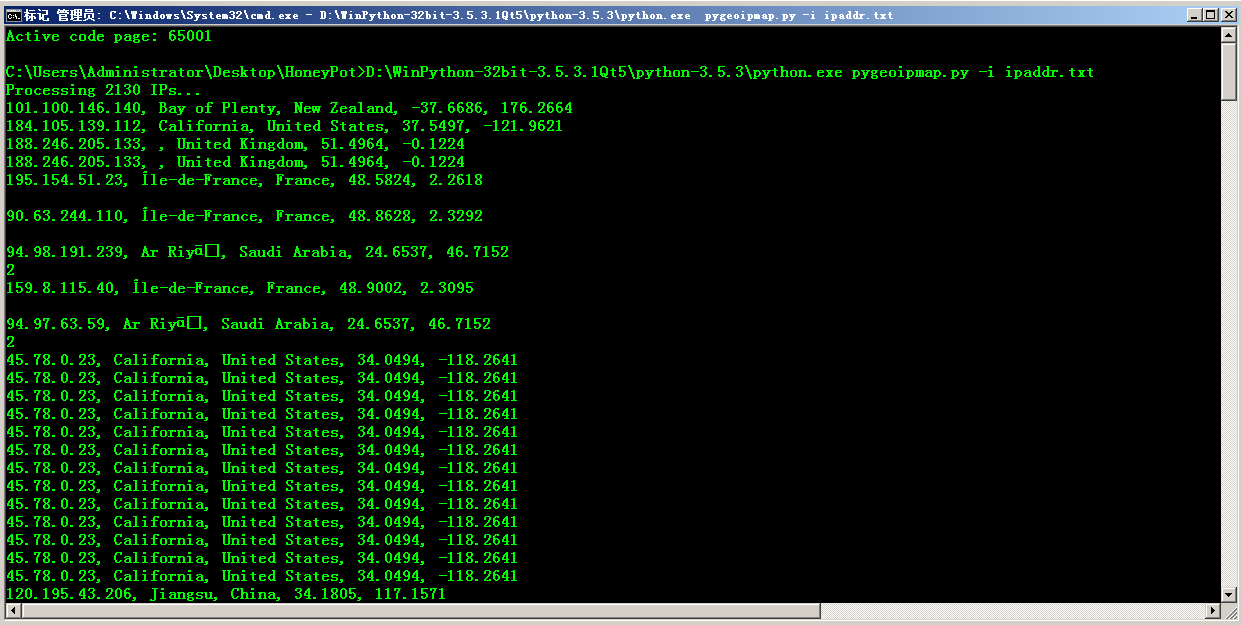 标记 管理员: C:\Windows\System32\cmd.exe - D:\WinPython-32bit-3.5.3.1Qt5\python-3.5.3\python.exe  pygeoipmap.py -i ipaddr.txt
Active code page: 65001
C:\Users\Administrator\Desktop\HoneyPot>D:\WinPython-32bit-3.5.3.1Qt5\python-3.5.3\python.exe pygeoipmap.py -i ipaddr.txt
Processing 2130 IPs...
101.100.146.140, Bay of Plenty, New Zealand, -37.6686, 176.2664
184.105.139.112, California, United States, 37.5497, -121.9621
188.246.205.133, , United Kingdom, 51.4964, -0.1224
188.246.205.133, , United Kingdom, 51.4964, -0.1224
195.154.51.23, Île-de-France, France, 48.5824, 2.2618
90.63.244.110, Île-de-France, France, 48.8628, 2.3292
94.98.191.239, Ar Riyā□, Saudi Arabia, 24.6537, 46.7152
2
159.8.115.40, Île-de-France, France, 48.9002, 2.3095
94.97.63.59, Ar Riyā□, Saudi Arabia, 24.6537, 46.7152
2
45.78.0.23, California, United States, 34.0494, -118.2641
45.78.0.23, California, United States, 34.0494, -118.2641
45.78.0.23, California, United States, 34.0494, -118.2641
45.78.0.23, California, United States, 34.0494, -118.2641
45.78.0.23, California, United States, 34.0494, -118.2641
45.78.0.23, California, United States, 34.0494, -118.2641
45.78.0.23, California, United States, 34.0494, -118.2641
45.78.0.23, California, United States, 34.0494, -118.2641
45.78.0.23, California, United States, 34.0494, -118.2641
45.78.0.23, California, United States, 34.0494, -118.2641
45.78.0.23, California, United States, 34.0494, -118.2641
45.78.0.23, California, United States, 34.0494, -118.2641
45.78.0.23, California, United States, 34.0494, -118.2641
120.195.43.206, Jiangsu, China, 34.1805, 117.1571